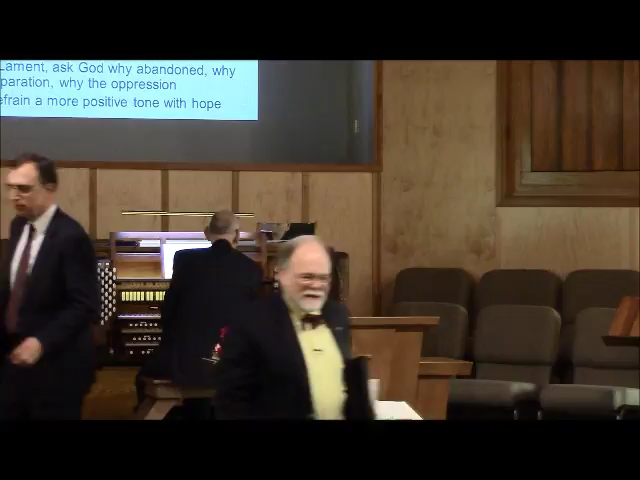 Lament, ask God why abandoned, why
paration, why the oppression
efrain a more positive tone with hope